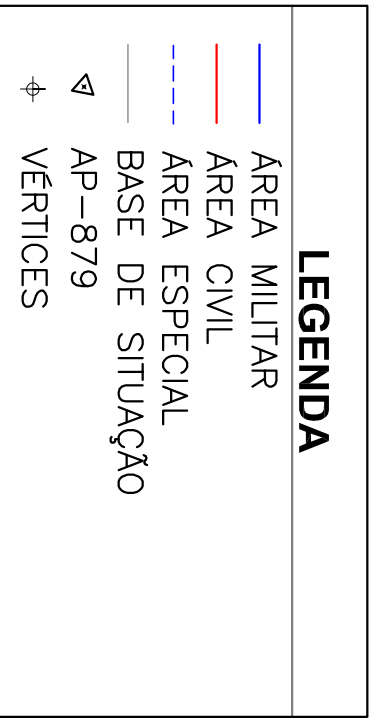 LEGENDA
ÁREA MILITAR
ÁREA CIVIL
ÁREA ESPECIAL
BASE DE SITUAÇÃO
AP-879
VÉRTICES